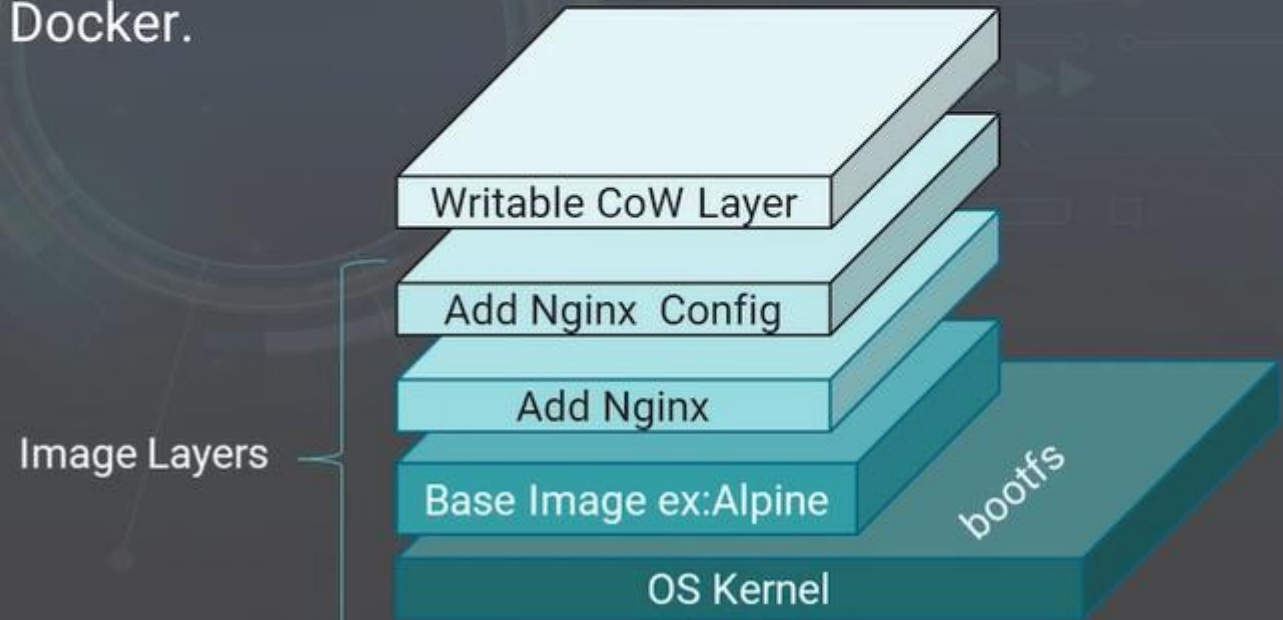 Docker.
Writable CoW Layer
Add Nginx Config
Add Nginx
Image Layers
Base Image ex:Alpine
bootfs
OS Kernel